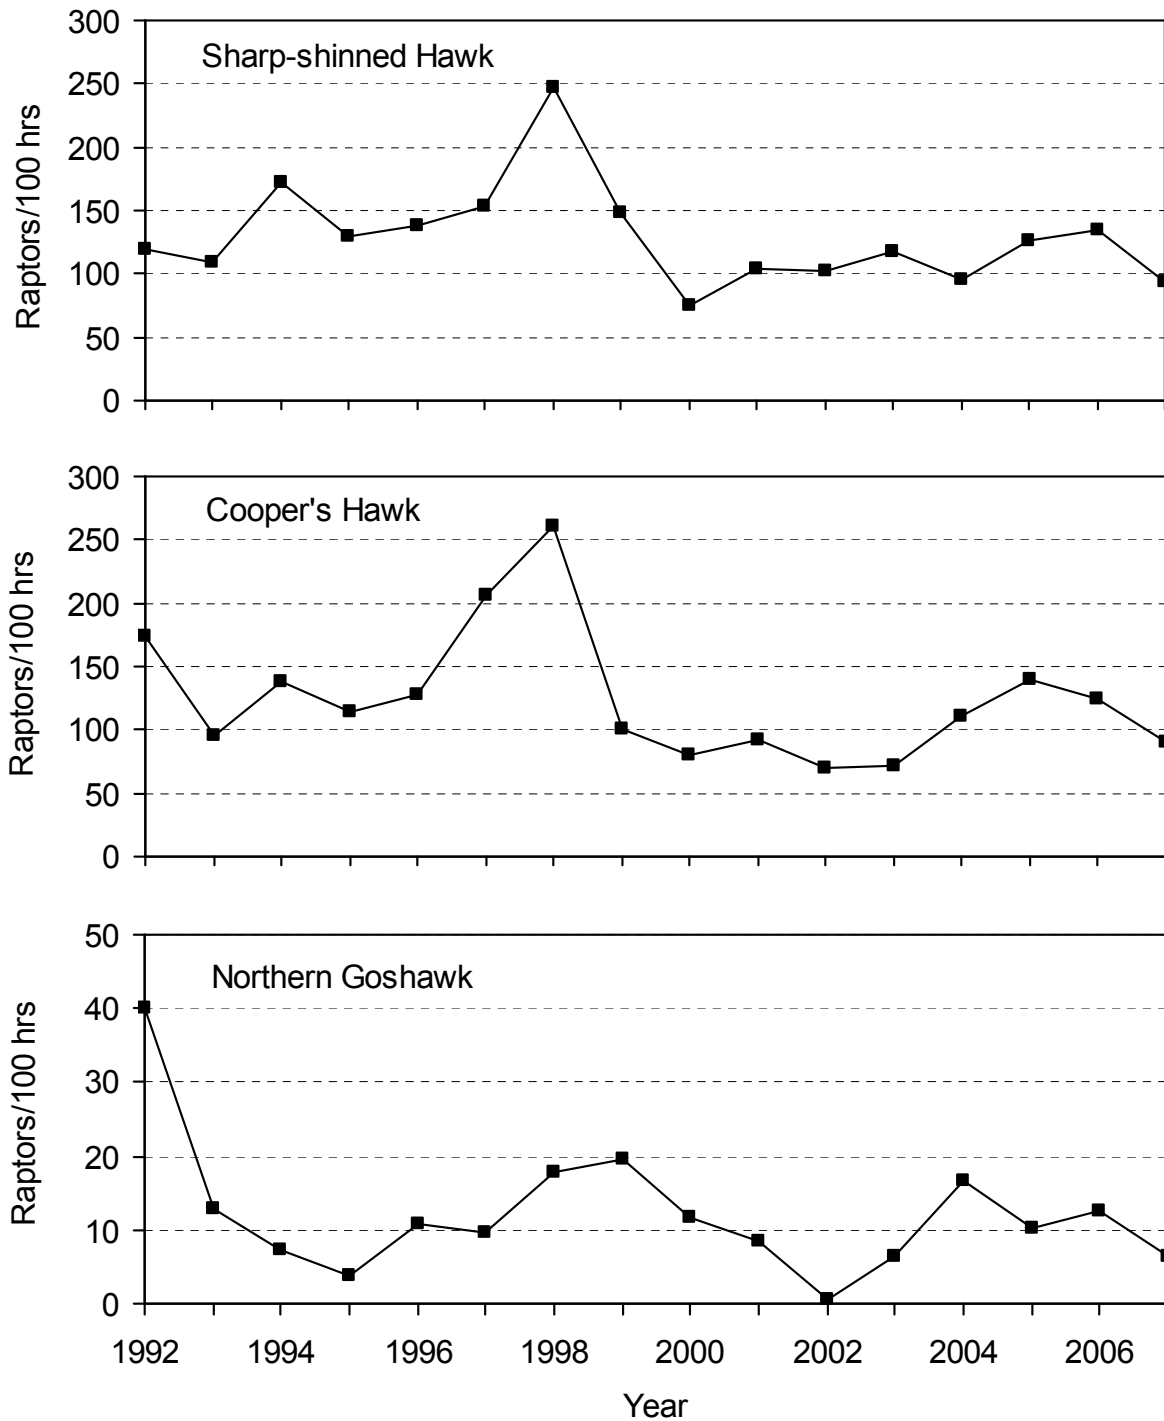 300
Sharp-shinned Hawk
250
200
150
100
50
0
Raptors/100 hrs
300
Cooper's Hawk
250
200
150
100
50
0
Raptors/100 hrs
50
Northern Goshawk
40
30
20
10
0
Raptors/100 hrs
1992 1994 1996 1998 2000 2002 2004 2006
Year